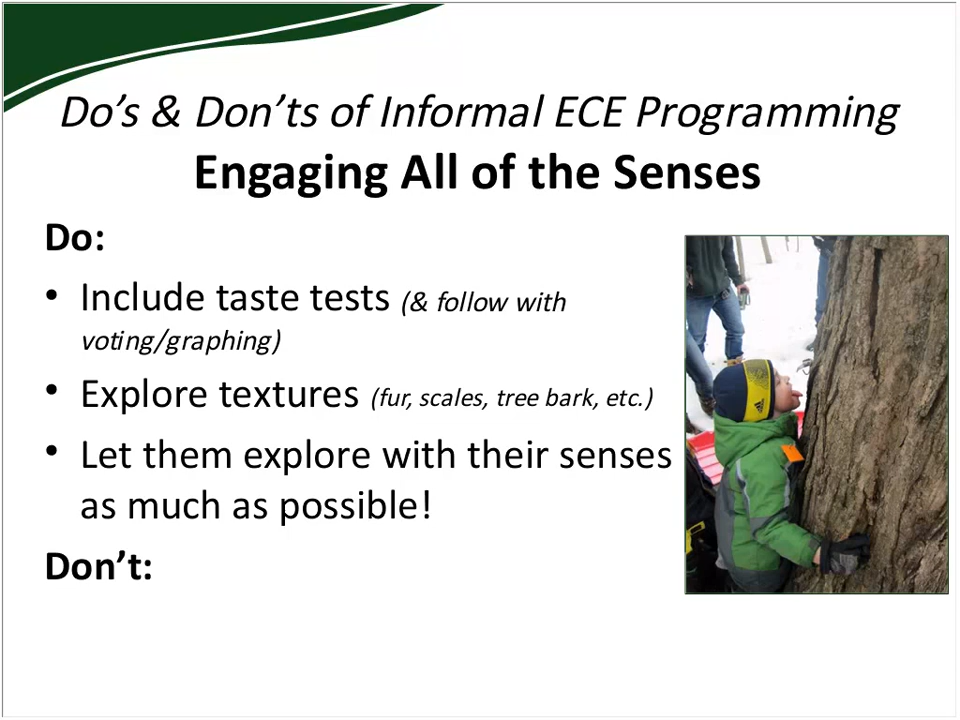 Do’s & Don’ts of Informal ECE Programming
Engaging All of the Senses
Do:
• Include taste tests (& follow with
voting/graphing)
• Explore textures (fur, scales, tree bark, etc.)
• Let them explore with their senses
as much as possible!
Don’t: